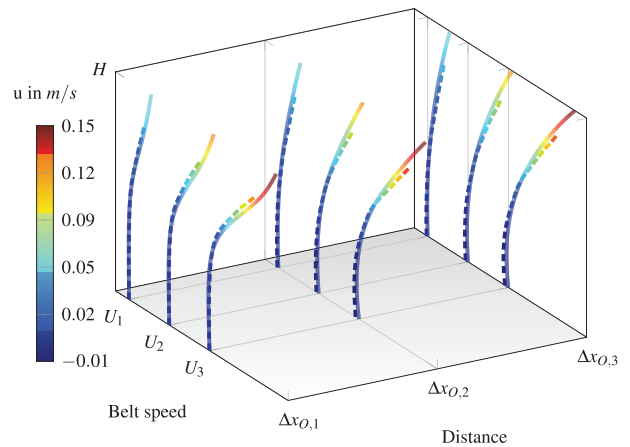 H
u in m/s
0.15
0.12
0.09
0.05
0.02
−0.01
U₁
U₂
U₃
Δx_{O,1}
Δx_{O,2}
Δx_{O,3}
Belt speed
Distance